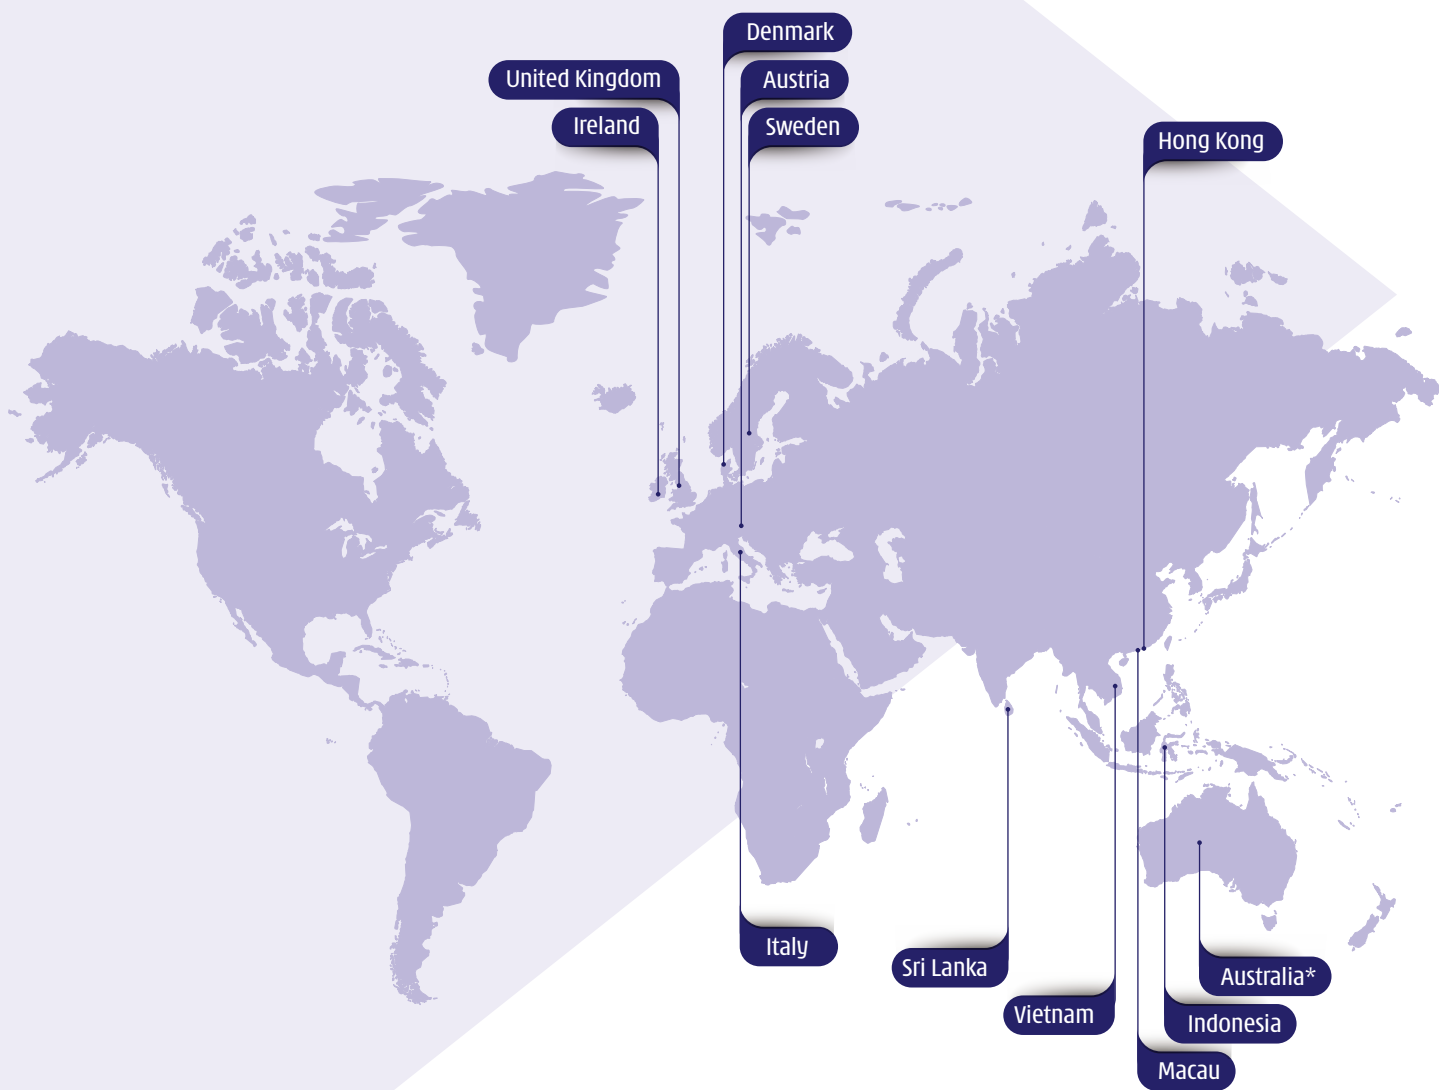 Denmark
United Kingdom
Austria
Ireland
Sweden
Hong Kong
Italy
Sri Lanka
Australia*
Vietnam
Indonesia
Macau